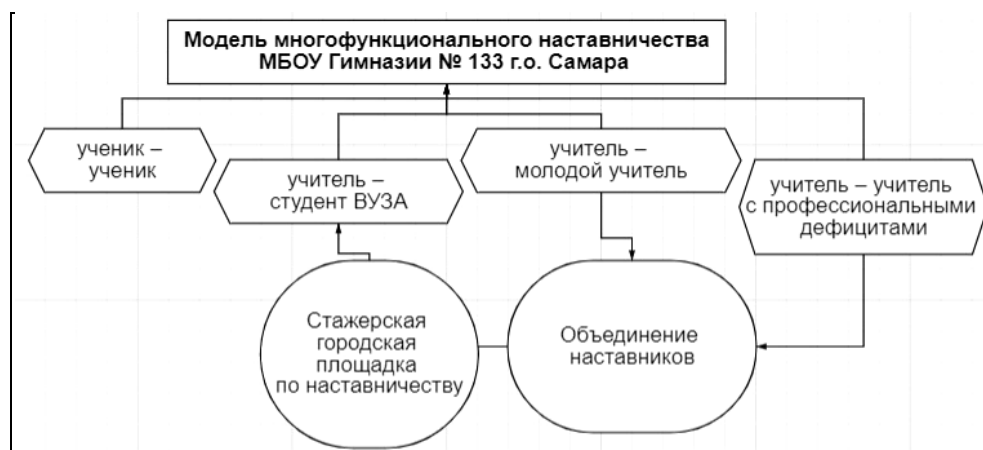 Модель многофункционального наставничества
МБОУ Гимназии № 133 г.о. Самара
ученик –
ученик
учитель –
студент ВУЗА
учитель –
молодой учитель
учитель – учитель
с профессиональными
дефицитами
Стажерская
городская
площадка
по наставничеству
Объединение
наставников